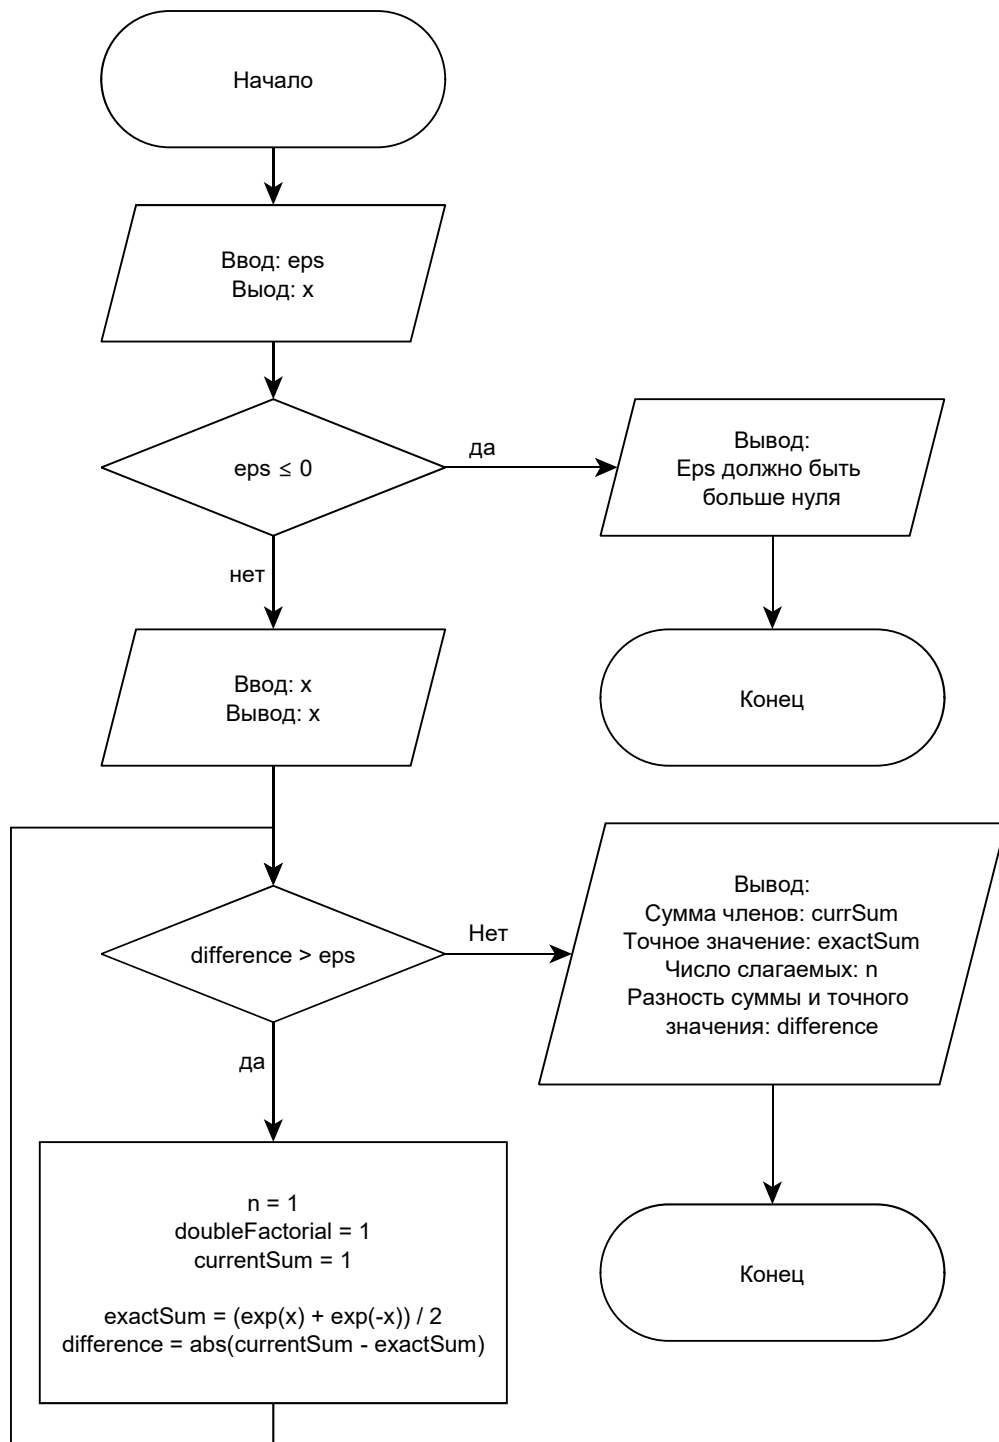 Начало
Ввод: eps
Выод: x
eps ≤ 0
да
Вывод:
Eps должно быть
больше нуля
нет
Конец
Ввод: x
Вывод: x
difference > eps
Нет
Вывод:
Сумма членов: currSum
Точное значение: exactSum
Число слагаемых: n
Разность суммы и точного
значения: difference
да
n = 1
doubleFactorial = 1
currentSum = 1
exactSum = (exp(x) + exp(-x)) / 2
difference = abs(currentSum - exactSum)
Конец